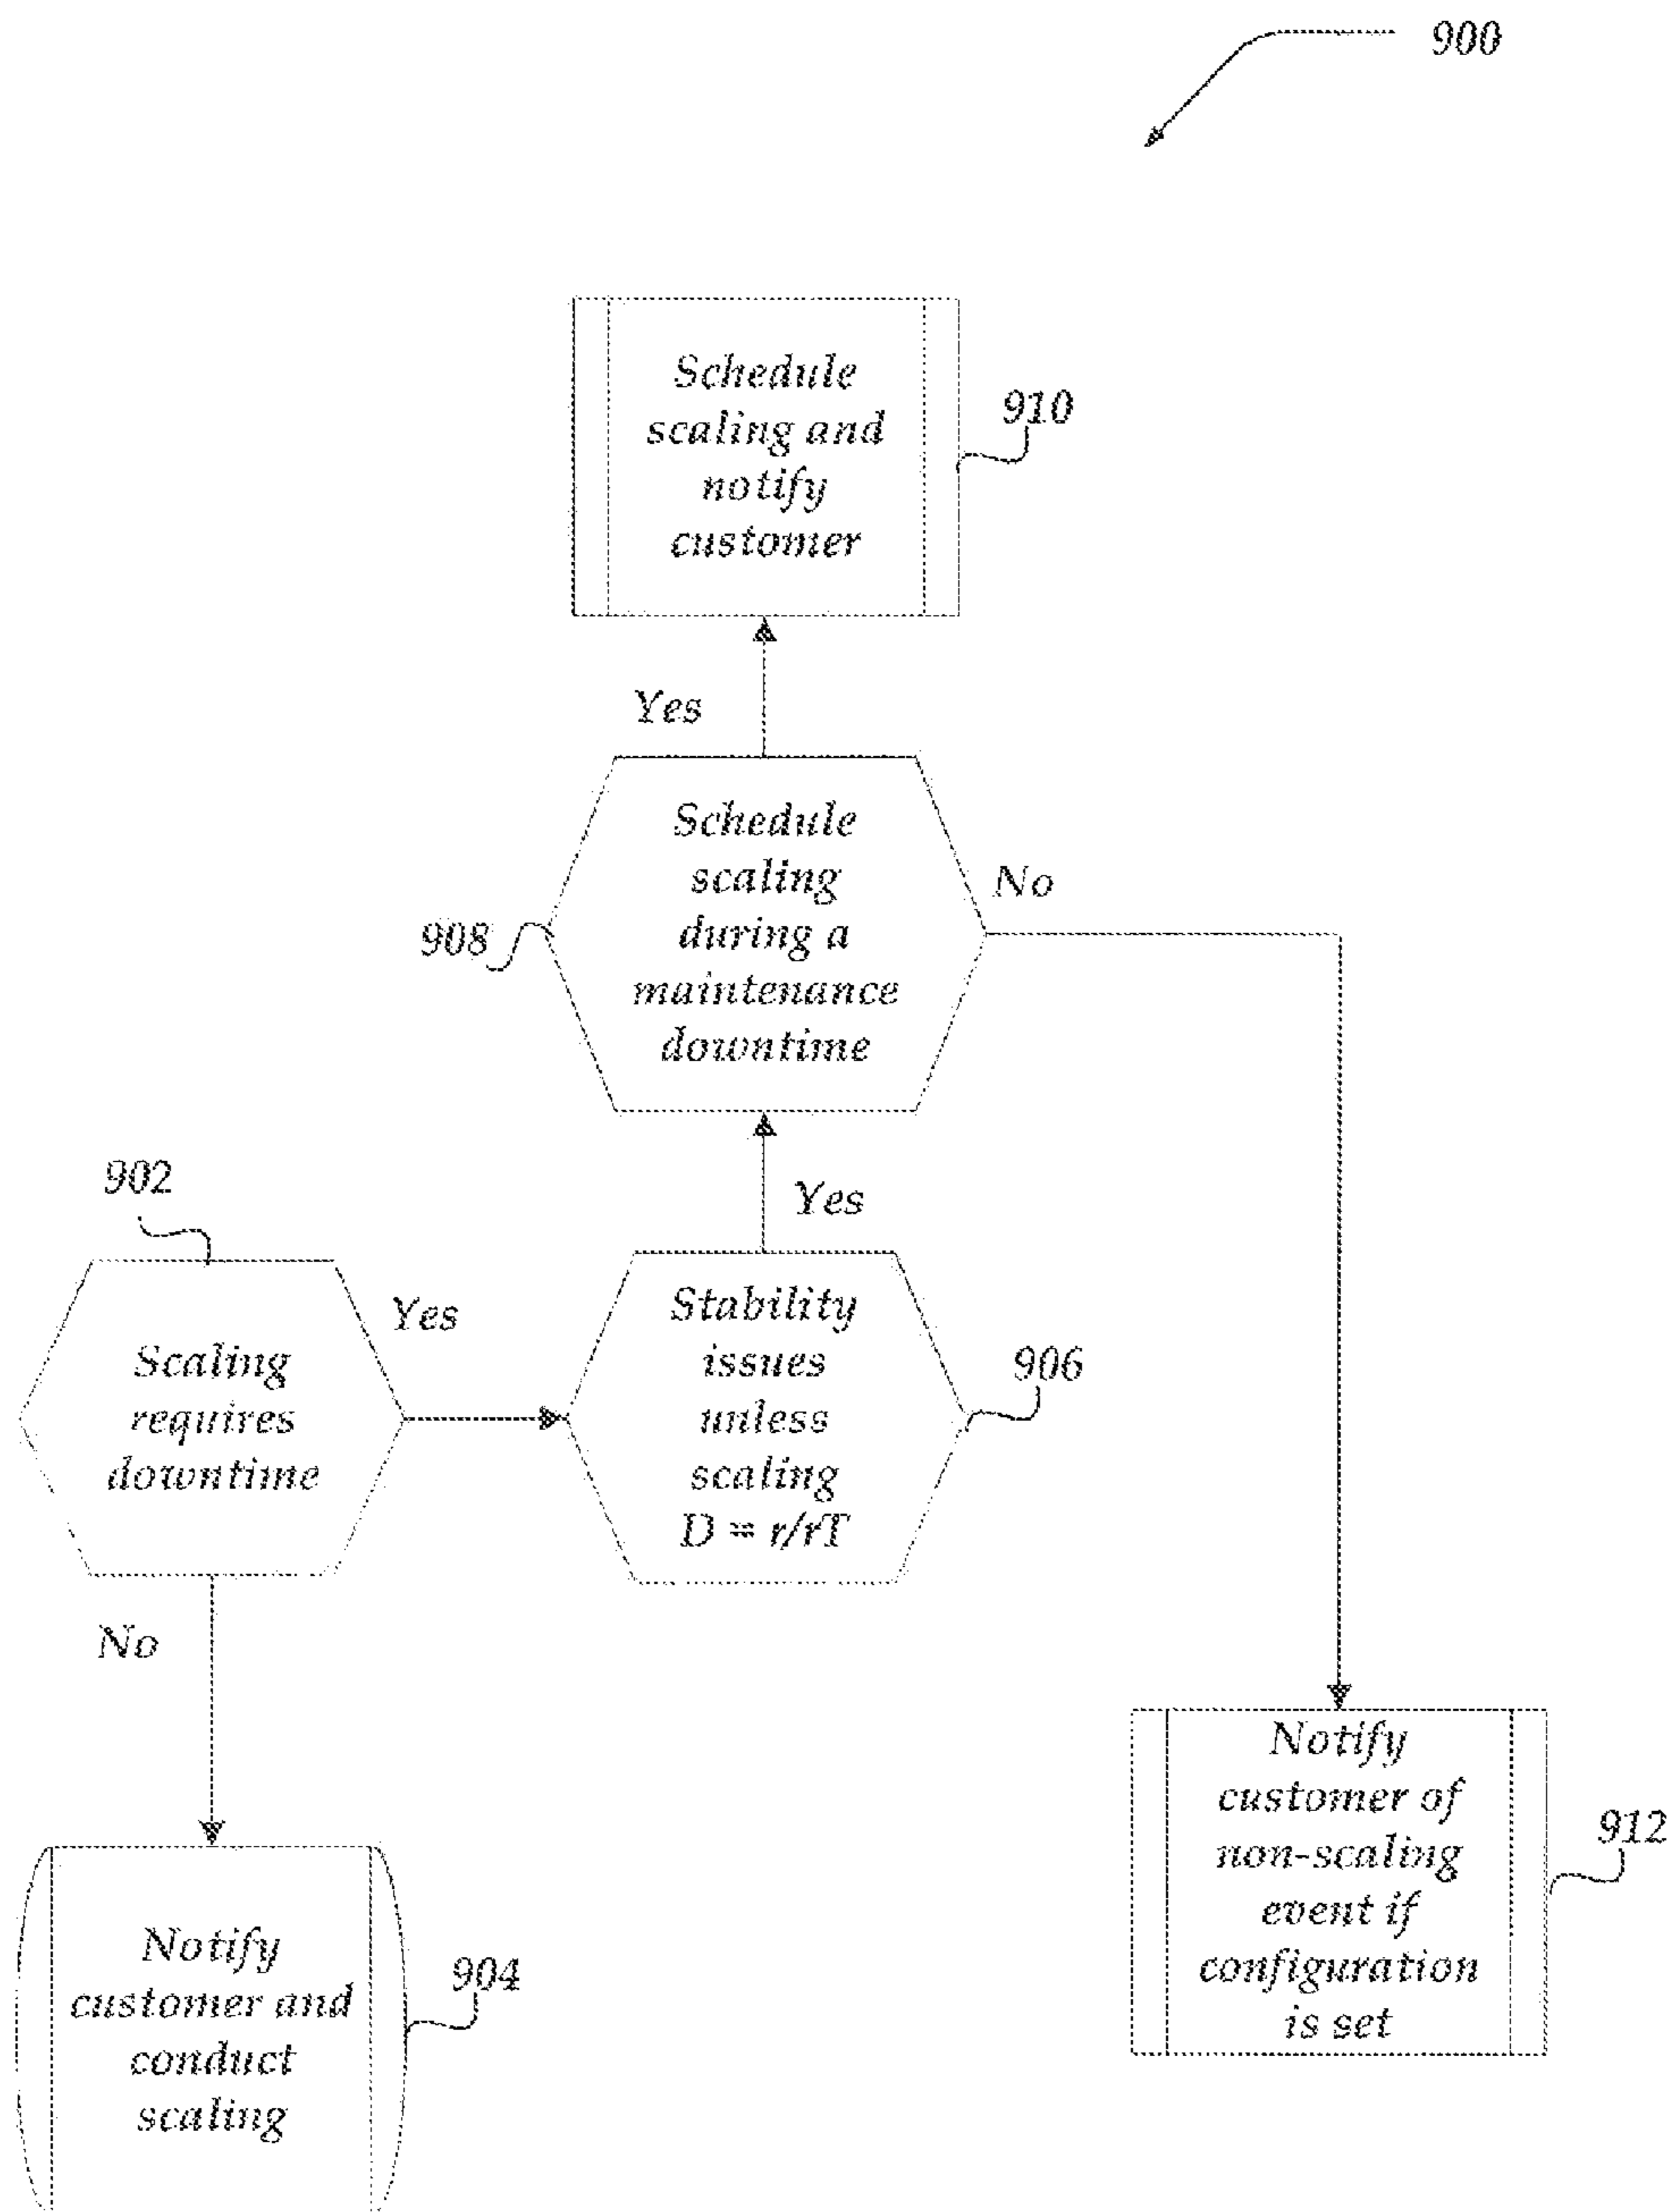 900
Schedule
scaling and
notify
customer
910
Yes
Schedule
scaling
during a
maintenance
downtime
908
No
Yes
902
Scaling
requires
downtime
Yes
Stability
issues
unless
scaling
D = r/rT
906
No
Notify
customer and
conduct
scaling
904
Notify
customer of
non-scaling
event if
configuration
is set
912